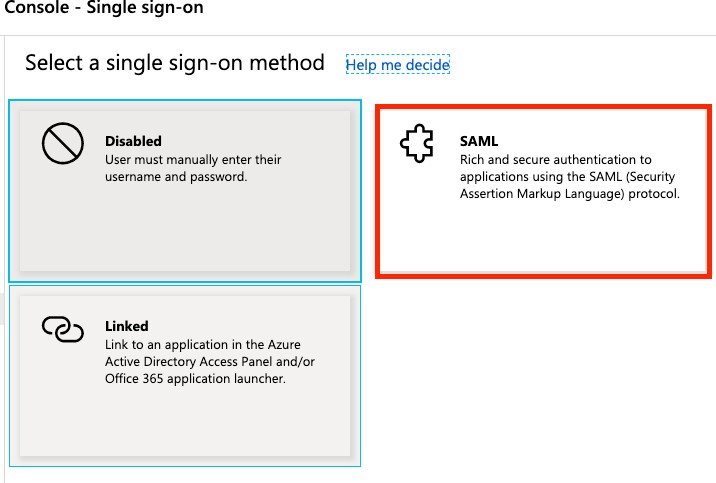 Console - Single sign-on
Select a single sign-on method
Help me decide
Disabled
User must manually enter their
username and password.
SAML
Rich and secure authentication to
applications using the SAML (Security
Assertion Markup Language) protocol.
Linked
Link to an application in the Azure
Active Directory Access Panel and/or
Office 365 application launcher.